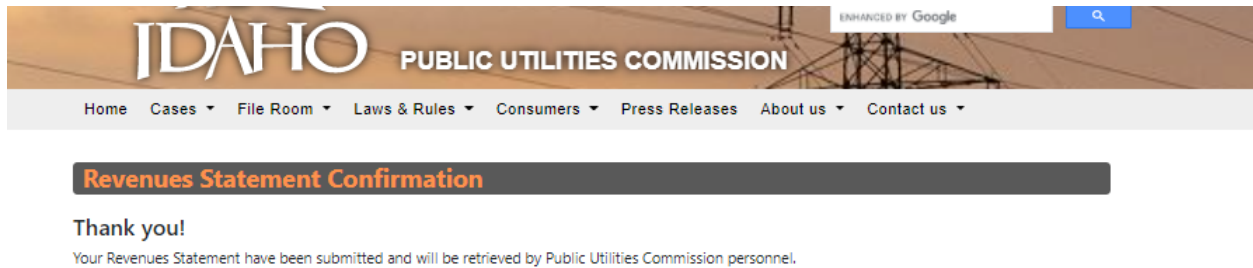 ENHANCED BY Google
IDAHO PUBLIC UTILITIES COMMISSION
Home Cases File Room Laws & Rules Consumers Press Releases About us Contact us
Revenues Statement Confirmation
Thank you!
Your Revenues Statement have been submitted and will be retrieved by Public Utilities Commission personnel.